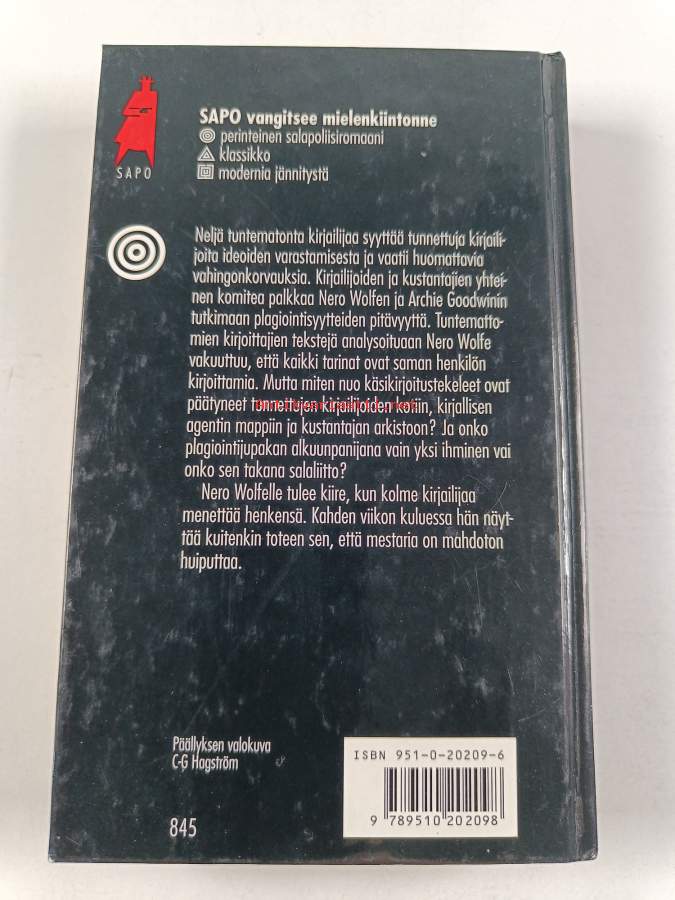 SAPO vangitsee mielenkiintonne
perinteinen salapoliisiromaani
klassikko
modernia jännitystä
SAPO
Neljä tuntematonta kirjailijaa syyttää tunnettuja kirjaili-
joita ideoiden varastamisesta ja vaatii huomattavia
vahingonkorvauksia. Kirjailijoiden ja kustantajien yhtei-
nen komitea palkkaa Nero Wolfen ja Archie Goodwinin
tutkimaan plagiointisyytteiden pitävyyttä. Tuntematto-
mien kirjoittajien tekstejä analysoituaan Nero Wolfe
vakuuttuu, että kaikki tarinat ovat saman henkilön
kirjoittamia. Mutta miten nuo käsikirjoitustekeleet ovat
päätyneet tunnettujen kirjailijoiden kotiin, kirjallisen
agentin mappiin ja kustantajan arkistoon? Ja onko
plagiointijupakan alkuunpanijana vain yksi ihminen vai
onko sen takana salaliitto?
Nero Wolfelle tulee kiire, kun kolme kirjailijaa
menettää henkensä. Kahden viikon kuluessa hän näyt-
tää kuitenkin toteen sen, että mestaria on mahdoton
huiputtaa.
Päällyksen valokuva
C-G Hagström
845
ISBN 951-0-20209-6
9 789510 202098